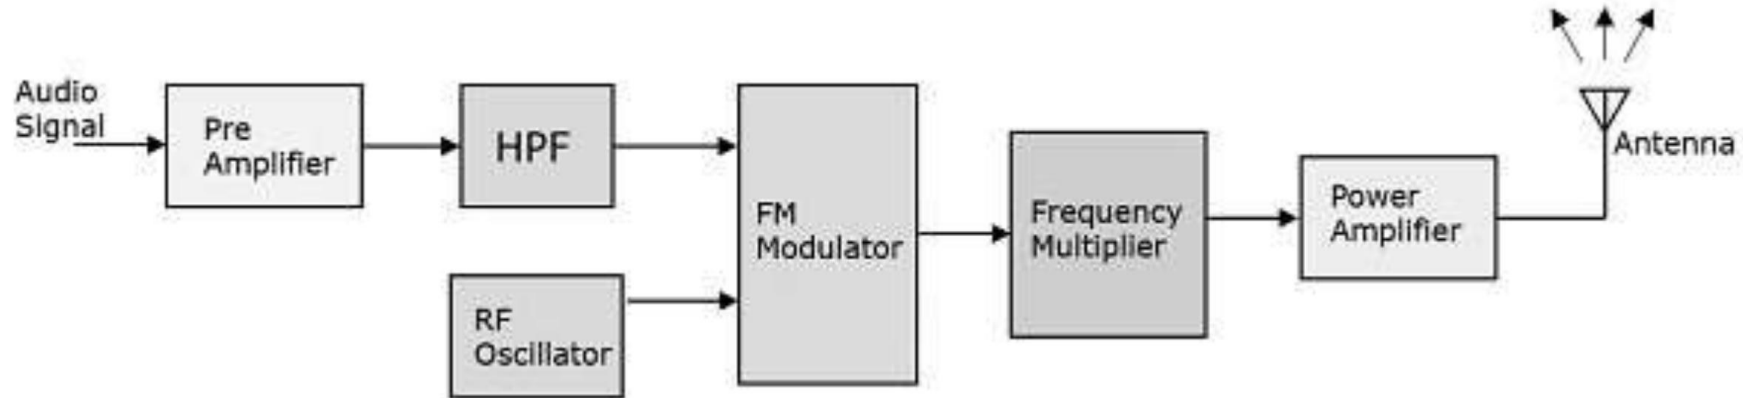 Audio
Signal
Pre
Amplifier
HPF
RF
Oscillator
FM
Modulator
Frequency
Multiplier
Power
Amplifier
Antenna